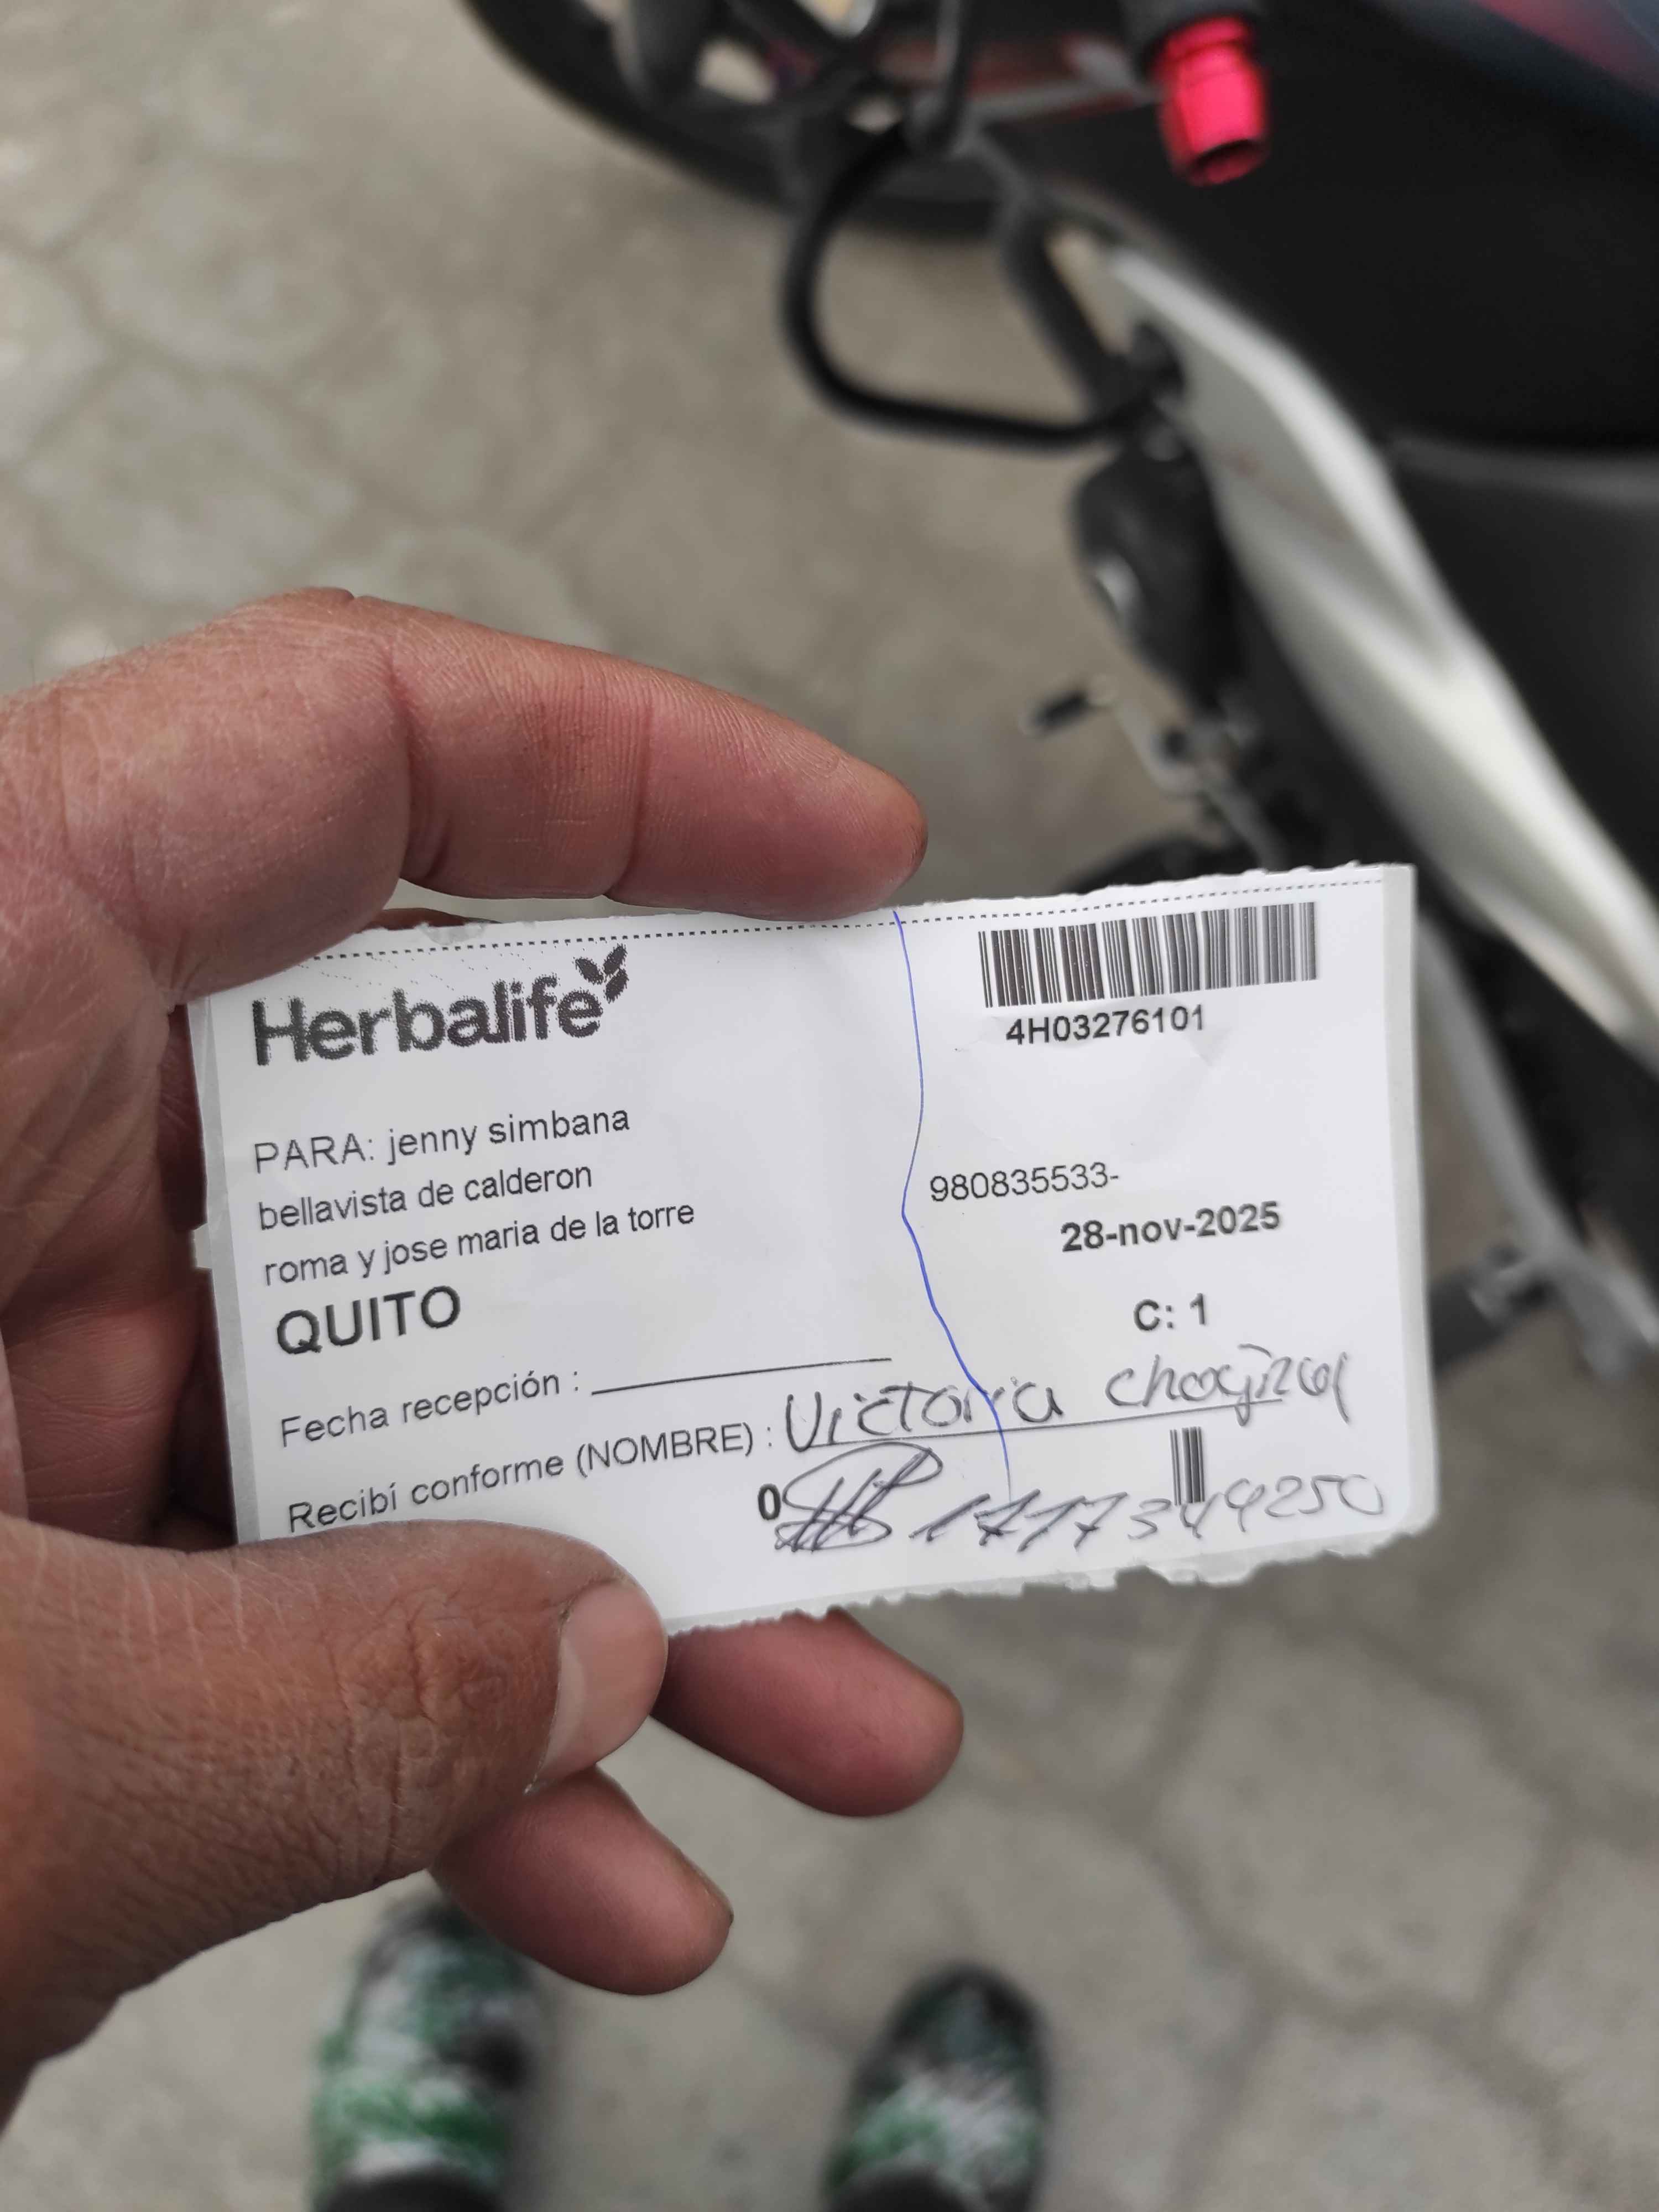 Herbalife
4H03276101
PARA: jenny simbana
bellavista de calderon
roma y jose maria de la torre
QUITO
980835533-
28-nov-2025
C: 1
Fecha recepción :
Recibí conforme (NOMBRE) : Victoria
0